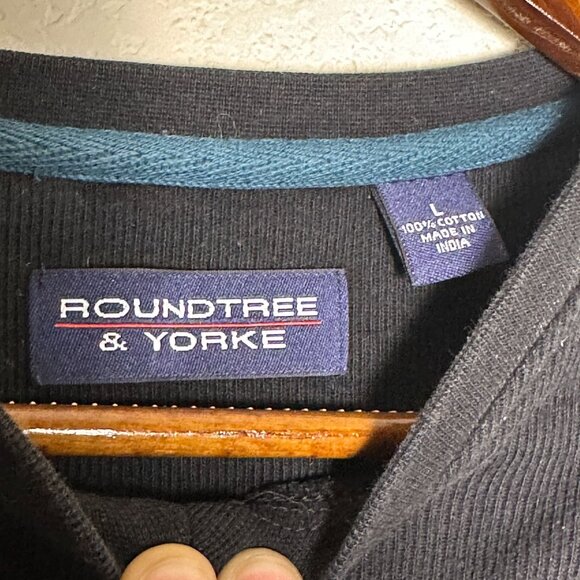 ROUNDTREE
& YORKE
L
100% COTTON
MADE IN
INDIA